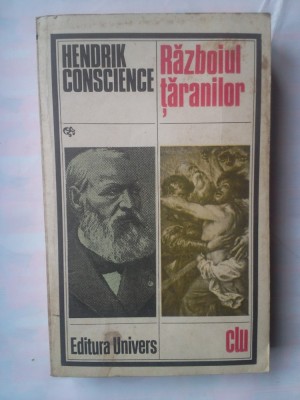 HENDRIK
CONSCIENCE
Războiul
țăranilor
Editura Univers
clu